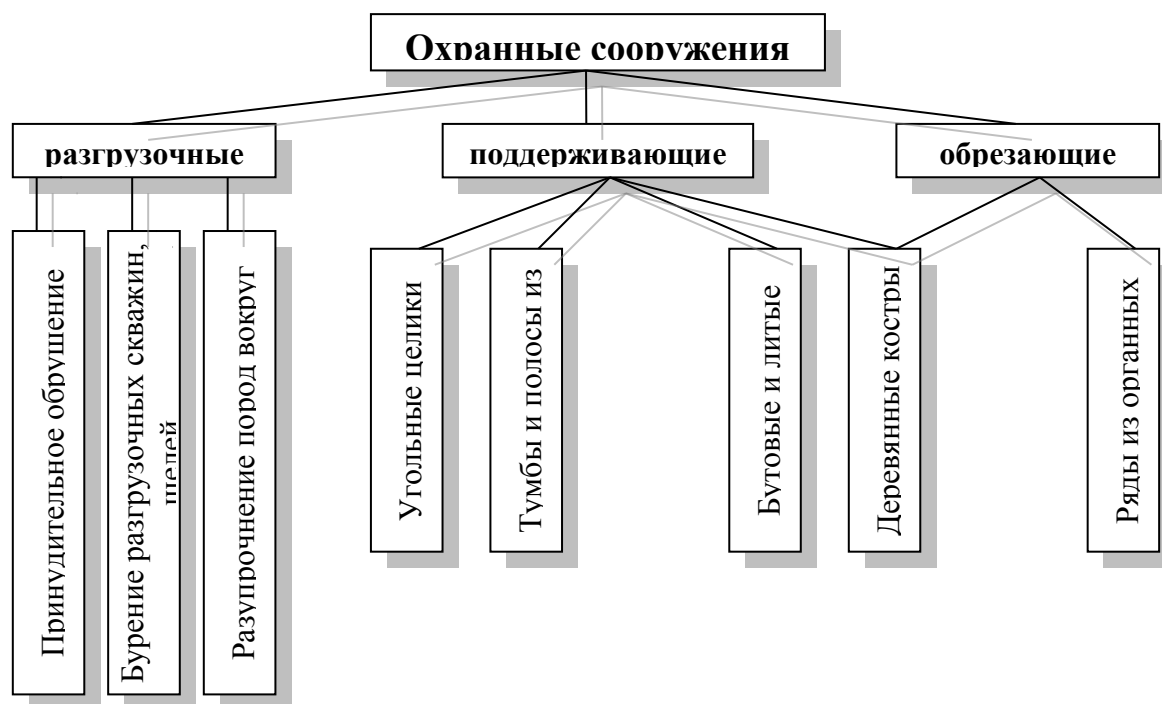 Охранные сооружения
разгрузочные
поддерживающие
обрезающие
Принудительное обрушение
Бурение разгрузочных скважин,
щелей
Разупрочнение пород вокруг
Угольные целики
Тумбы и полосы из
Бутовые и литые
Деревянные костры
Ряды из органных